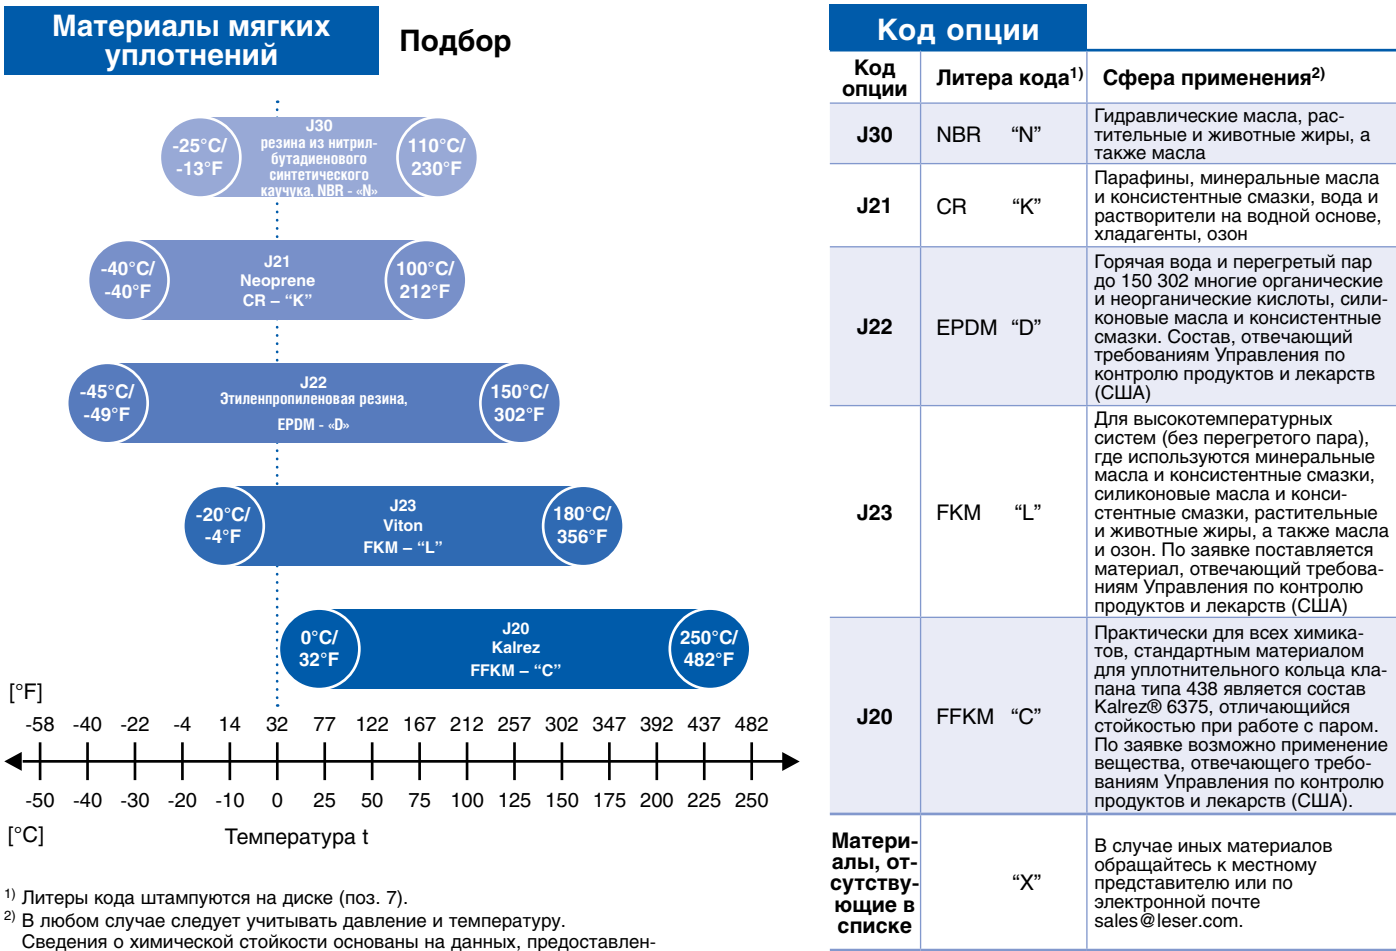 Материалы мягких
уплотнений
Подбор
J30
резина из нитрил-
бутадиенового
синтетического
каучука, NBR - «N»
-25°C/
-13°F
110°C/
230°F
-40°C/
-40°F
J21
Neoprene
CR – “K”
100°C/
212°F
-45°C/
-49°F
J22
Этиленпропиленовая резина,
EPDM - «D»
150°C/
302°F
-20°C/
-4°F
J23
Viton
FKM – “L”
180°C/
356°F
0°C/
32°F
J20
Kalrez
FFKM – “C”
250°C/
482°F
[°F]
-58 -40 -22 -4 14 32 77 122 167 212 257 302 347 392 437 482
-50 -40 -30 -20 -10 0 25 50 75 100 125 150 175 200 225 250
[°C] Температура t
1) Литеры кода штампуются на диске (поз. 7).
2) В любом случае следует учитывать давление и температуру.
Сведения о химической стойкости основаны на данных, предоставлен-
Код опции
Код
опции
Литера кода1)
Сфера применения2)
J30 NBR “N”
Гидравлические масла, рас-
тительные и животные жиры, а
также масла
J21 CR “K”
Парафины, минеральные масла
и консистентные смазки, вода и
растворители на водной основе,
хладагенты, озон
J22 EPDM “D”
Горячая вода и перегретый пар
до 150 302 многие органические
и неорганические кислоты, сили-
коновые масла и консистентные
смазки. Состав, отвечающий
требованиям Управления по
контролю продуктов и лекарств
(США)
J23 FKM “L”
Для высокотемпературных
систем (без перегретого пара),
где используются минеральные
масла и консистентные смазки,
силиконовые масла и конси-
стентные смазки, растительные
и животные жиры, а также масла
и озон. По заявке поставляется
материал, отвечающий требова-
ниям Управления по контролю
продуктов и лекарств (США)
J20 FFKM “C”
Практически для всех химика-
тов, стандартным материалом
для уплотнительного кольца кла-
пана типа 438 является состав
Kalrez® 6375, отличающийся
стойкостью при работе с паром.
По заявке возможно применение
вещества, отвечающего требо-
ваниям Управления по контролю
продуктов и лекарств (США).
Матери-
алы, от-
сутству-
ющие в
списке
“X”
В случае иных материалов
обращайтесь к местному
представителю или по
электронной почте
sales@leser.com.